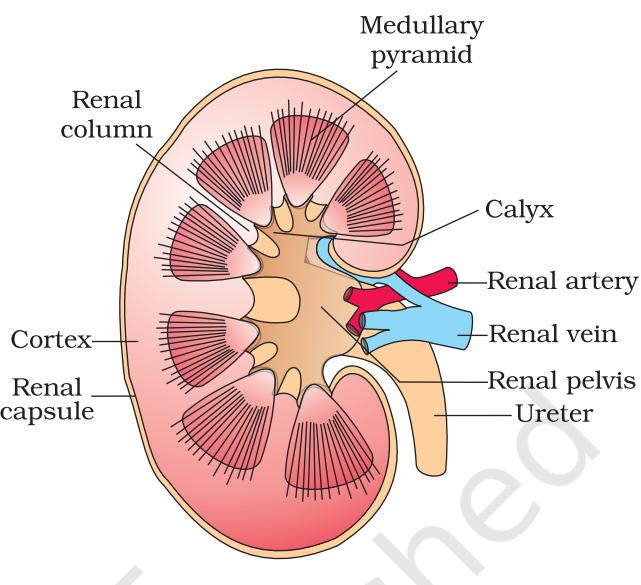 Medullary
pyramid
Renal
column
Calyx
Renal artery
Renal vein
Cortex
Renal pelvis
Renal
capsule
Ureter